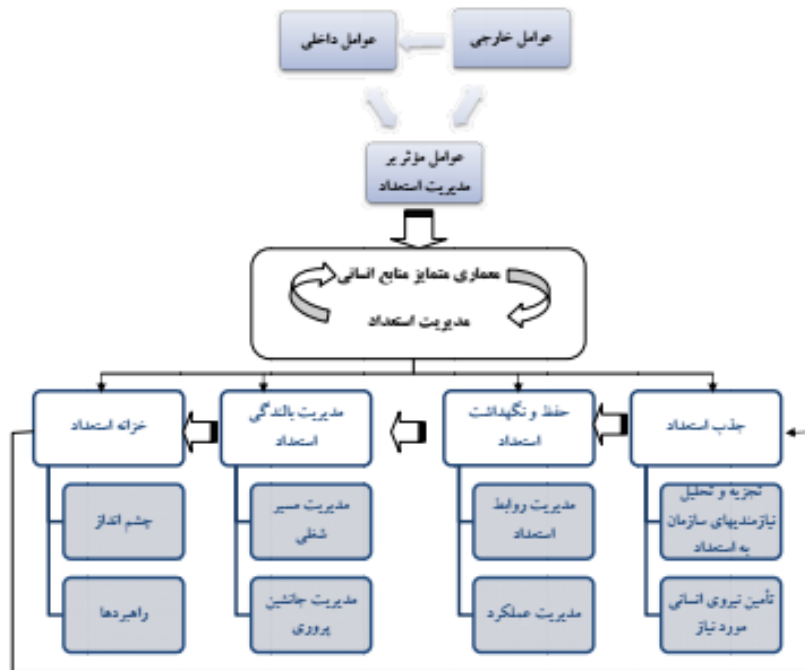 عوامل خارجی
عوامل داخلی
عوامل مؤثر بر
مدیریت استعداد
معماری متمایز منابع انسانی
مدیریت استعداد
جذب استعداد
حفظ و نگهداشت
استعداد
مدیریت بالندگی
استعداد
خزانه استعداد
تجزیه و تحلیل
نیازمندیهای سازمان
به استعداد
مدیریت روابط
استعداد
مدیریت مسیر
شغلی
چشم انداز
تأمین نیروی انسانی
مورد نیاز
مدیریت عملکرد
مدیریت جانشین
پروری
راهبردها